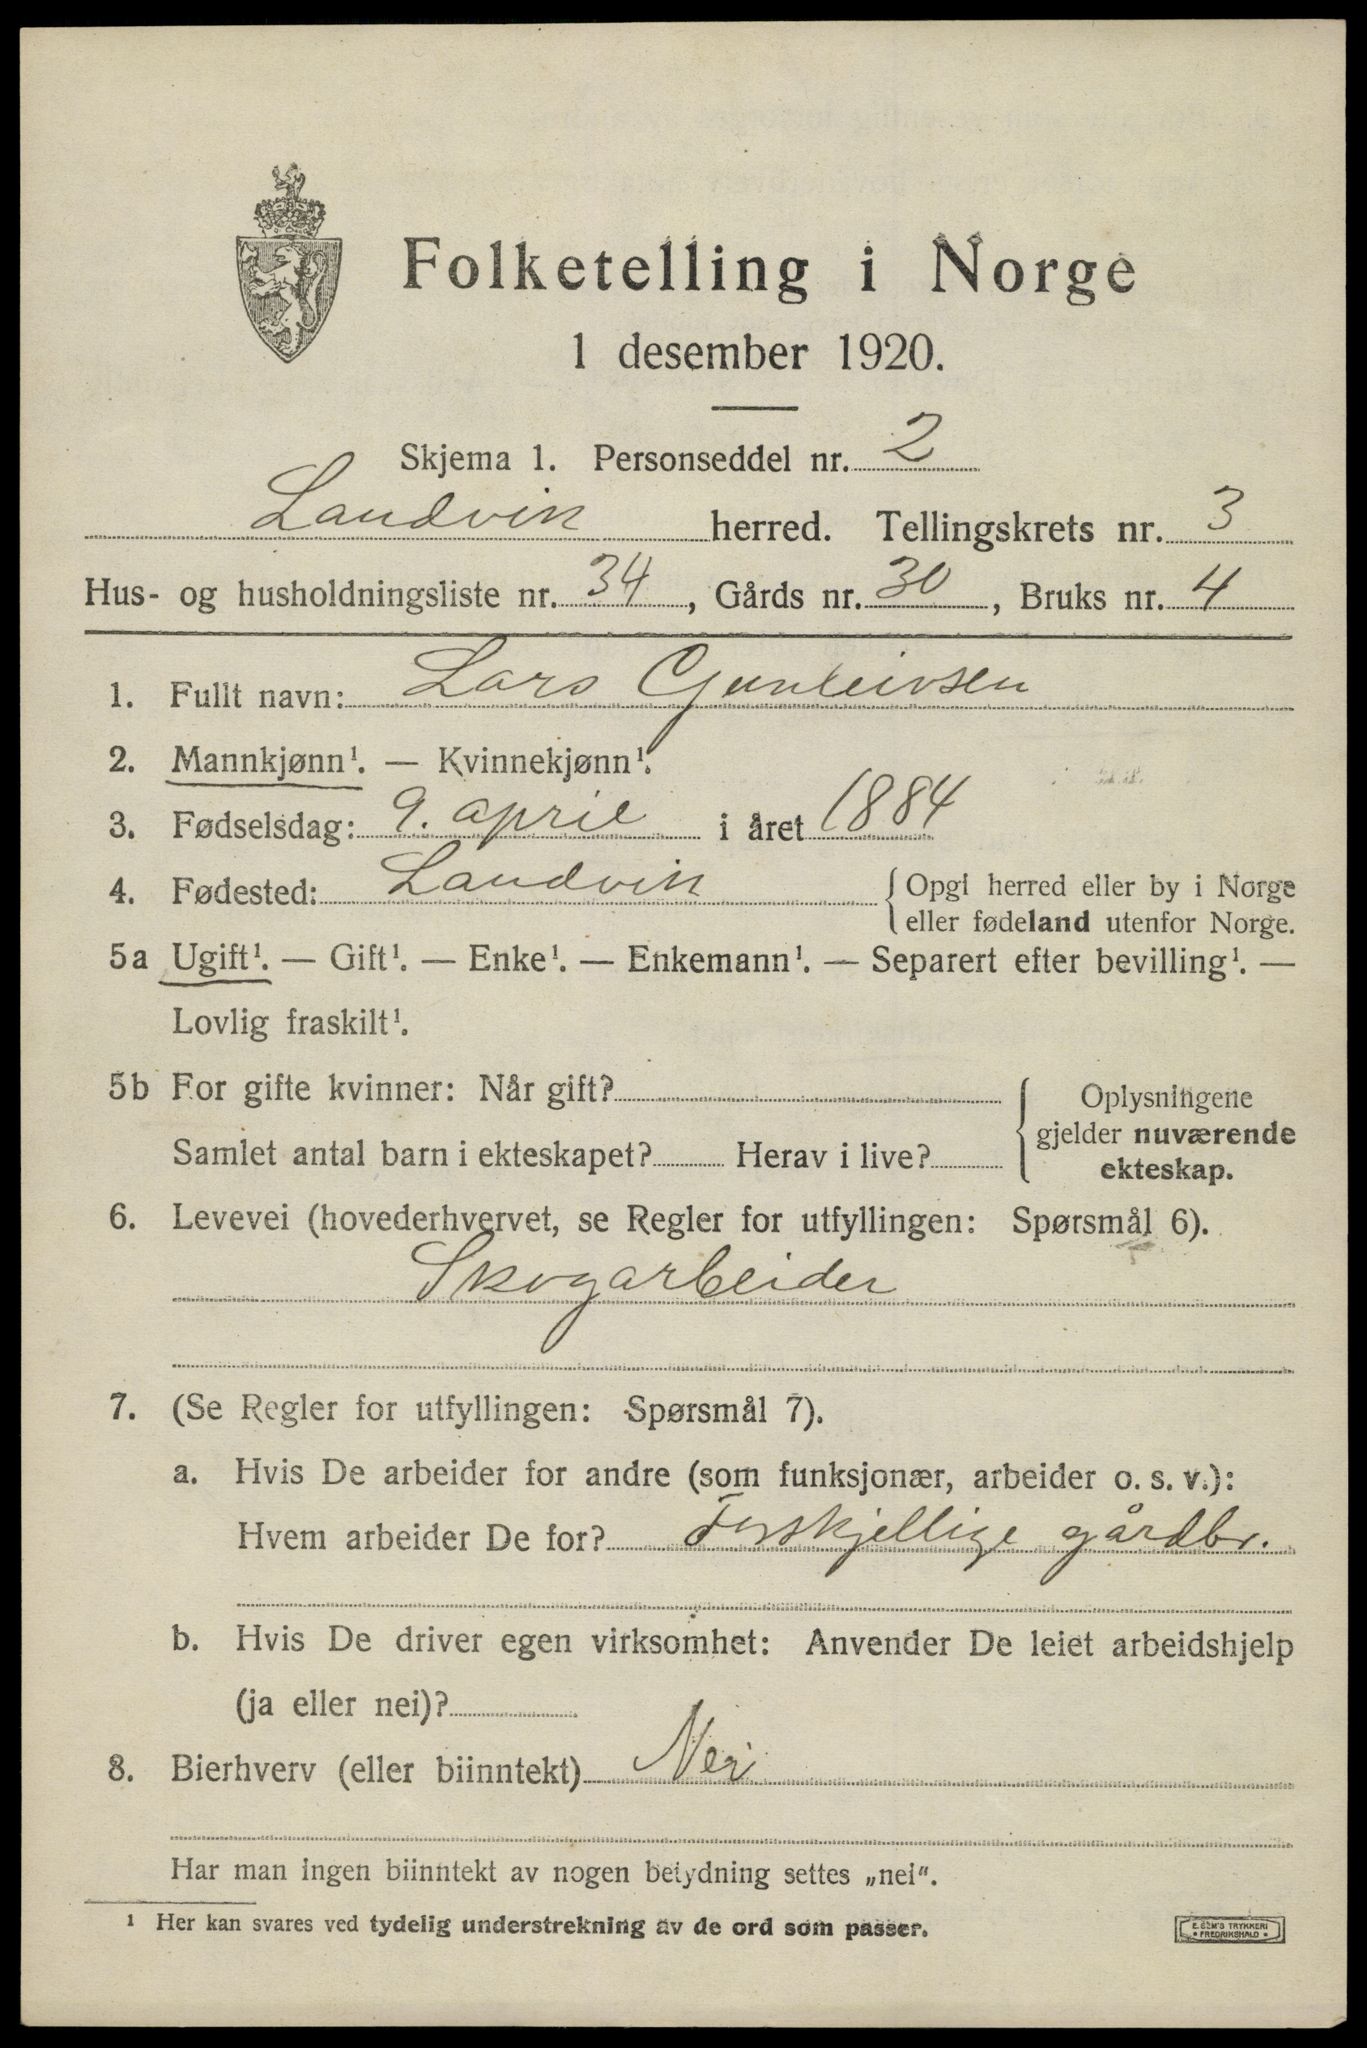 Folketelling i Norge
1 desember 1920.
Skjema 1. Personseddel nr. 2
Landvik herred. Tellingskrets nr. 3
Hus- og husholdningsliste nr. 34, Gårds nr. 30, Bruks nr. 4
1. Fullt navn: Lars Gunleivsen
2. Mannkjønn¹. — Kvinnekjønn¹.
3. Fødselsdag: 9. april i året 1884
4. Fødested: Landvik { Opgi herred eller by i Norge
eller fødeland utenfor Norge.
5a Ugift¹. — Gift¹. — Enke¹. — Enkemann¹. — Separert efter bevilling¹. —
Lovlig fraskilt¹.
5b For gifte kvinner: Når gift?
Samlet antal barn i ekteskapet? Herav i live?
Oplysningene
gjelder nuværende
ekteskap.
6. Levevei (hovederhvervet, se Regler for utfyllingen: Spørsmål 6).
Skogarbeider
7. (Se Regler for utfyllingen: Spørsmål 7).
a. Hvis De arbeider for andre (som funksjonær, arbeider o. s. v.):
Hvem arbeider De for? Forskjellige gårdbr.
b. Hvis De driver egen virksomhet: Anvender De leiet arbeidshjelp
(ja eller nei)?
8. Bierhverv (eller biinntekt) Nei
Har man ingen biinntekt av nogen betydning settes „nei“.
¹ Her kan svares ved tydelig understrekning av de ord som passer.
E. SEM'S TRYKKERI
• FREDRIKSHALD •